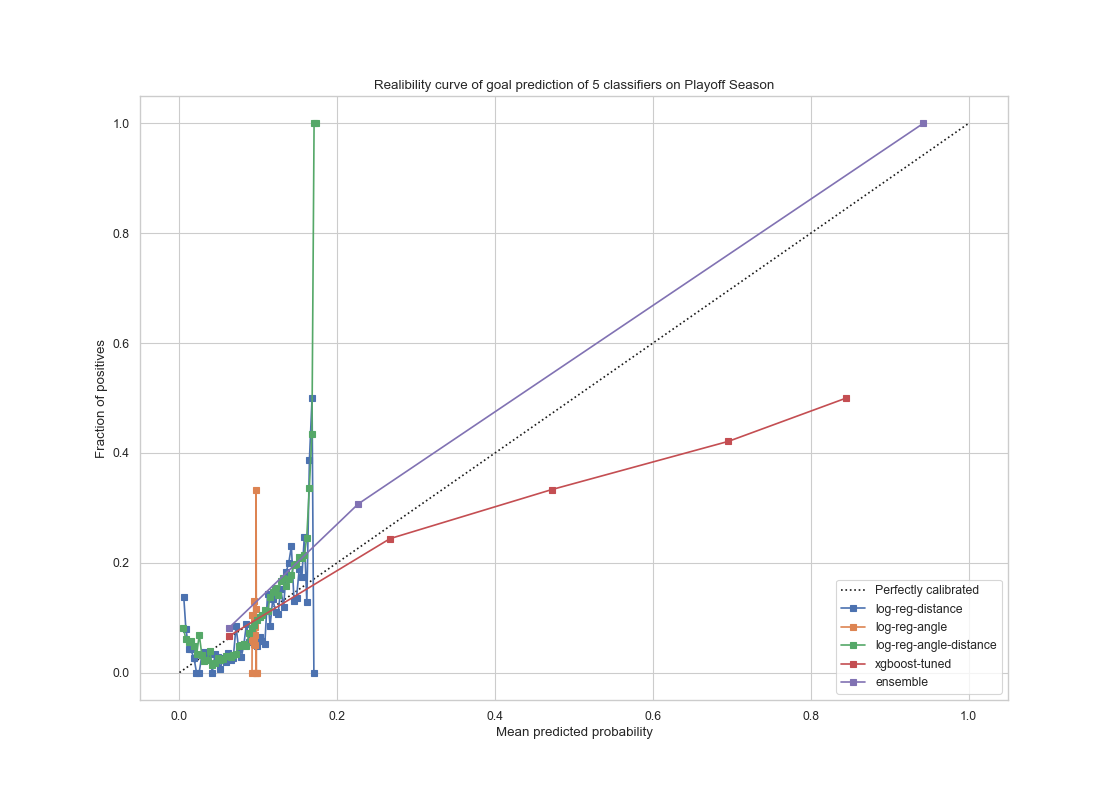 Realibility curve of goal prediction of 5 classifiers on Playoff Season
1.0
0.8
0.6
0.4
0.2
0.0
Fraction of positives
0.0 0.2 0.4 0.6 0.8 1.0
Mean predicted probability
Perfectly calibrated
log-reg-distance
log-reg-angle
log-reg-angle-distance
xgboost-tuned
ensemble